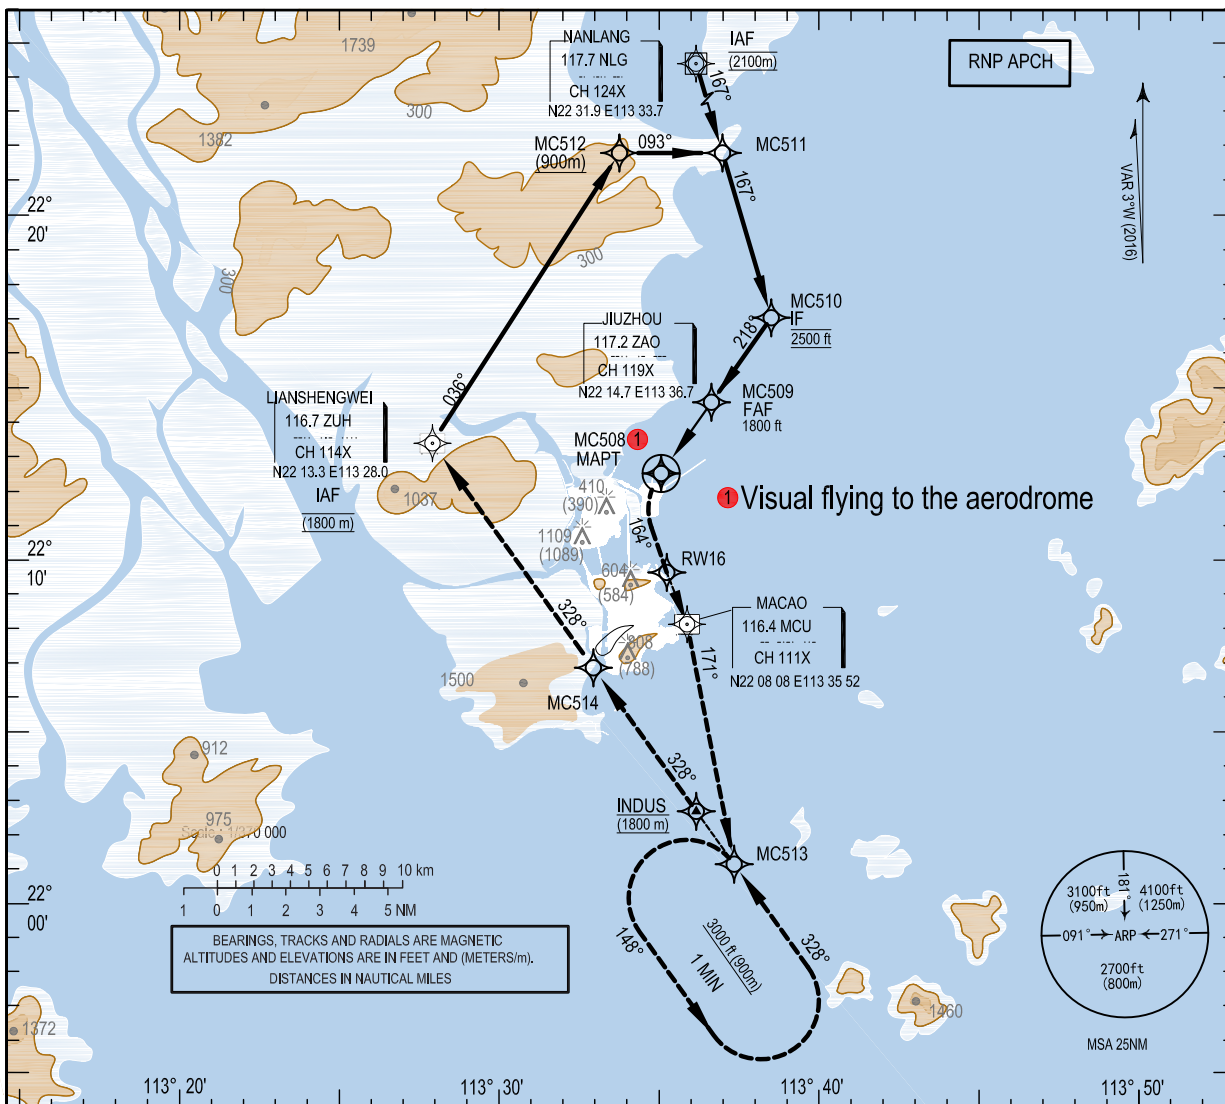 1739
NANLANG
117.7 NLG
CH 124X
N22 31.9 E113 33.7
IAF
(2100m)
167°
RNP APCH
300
1382
MC512
(900m)
093°
MC511
167°
VAR 3°W (2016)
22°
20'
300
300
MC510
IF
2500 ft
218°
JIUZHOU
117.2 ZAO
CH 119X
N22 14.7 E113 36.7
MC509
FAF
1800 ft
036°
LIANSHENGWEI
116.7 ZUH
CH 114X
N22 13.3 E113 28.0
IAF
(1800 m)
1037
MC508 1
MAPT
1 Visual flying to the aerodrome
410
(390)
1109
(1089)
164°
604
(584)
RW16
22°
10'
MACAO
116.4 MCU
CH 111X
N22 08 08 E113 35 52
328°
808
(788)
171°
1500
MC514
328°
912
INDUS
(1800 m)
975
Scale : 1/370 000
MC513
0 1 2 3 4 5 6 7 8 9 10 km
1 0 1 2 3 4 5 NM
22°
00'
BEARINGS, TRACKS AND RADIALS ARE MAGNETIC
ALTITUDES AND ELEVATIONS ARE IN FEET AND (METERS/m).
DISTANCES IN NAUTICAL MILES
148°
3000 ft (900m)
1 MIN
328°
181°
3100ft
(950m)
4100ft
(1250m)
091° ARP 271°
2700ft
(800m)
MSA 25NM
1460
1372
113° 20'
113° 30'
113° 40'
113° 50'